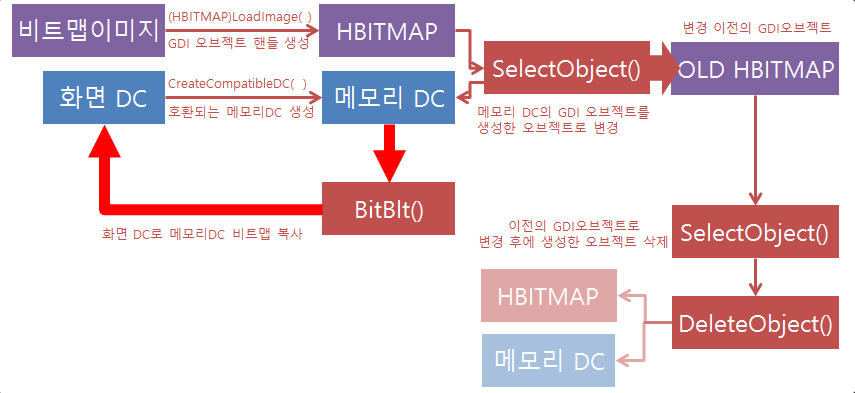 비트맵이미지
(HBITMAP)LoadImage( )
GDI 오브젝트 핸들 생성
HBITMAP
SelectObject()
변경 이전의 GDI오브젝트
OLD HBITMAP
화면 DC
CreateCompatibleDC( )
호환되는 메모리DC 생성
메모리 DC
메모리 DC의 GDI 오브젝트를
생성한 오브젝트로 변경
BitBlt()
화면 DC로 메모리DC 비트맵 복사
이전의 GDI오브젝트로
변경 후에 생성한 오브젝트 삭제
SelectObject()
HBITMAP
DeleteObject()
메모리 DC